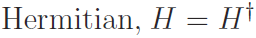 Hermitian, H = H†